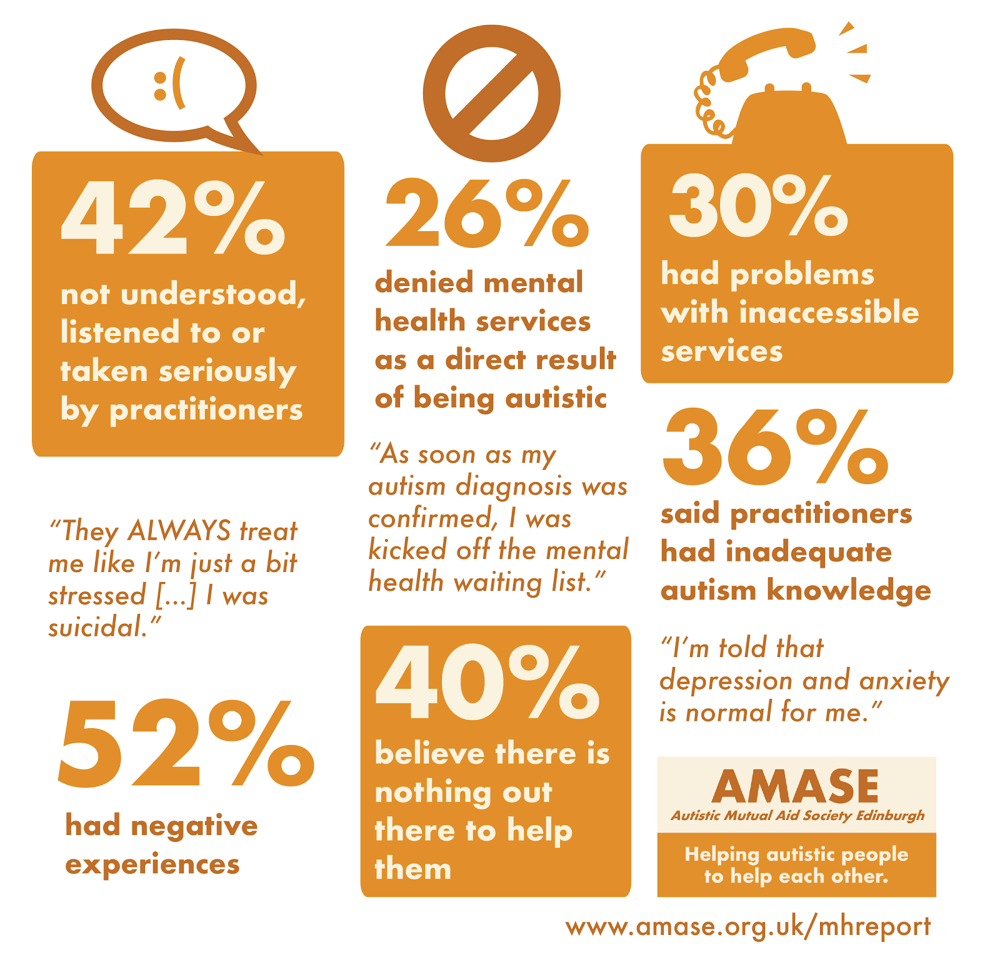 :(
42%
not understood,
listened to or
taken seriously
by practitioners
“They ALWAYS treat
me like I’m just a bit
stressed [...] I was
suicidal.”
52%
had negative
experiences
26%
denied mental
health services
as a direct result
of being autistic
“As soon as my
autism diagnosis was
confirmed, I was
kicked off the mental
health waiting list.”
40%
believe there is
nothing out
there to help
them
30%
had problems
with inaccessible
services
36%
said practitioners
had inadequate
autism knowledge
“I’m told that
depression and anxiety
is normal for me.”
AMASE
Autistic Mutual Aid Society Edinburgh
Helping autistic people
to help each other.
www.amase.org.uk/mhreport